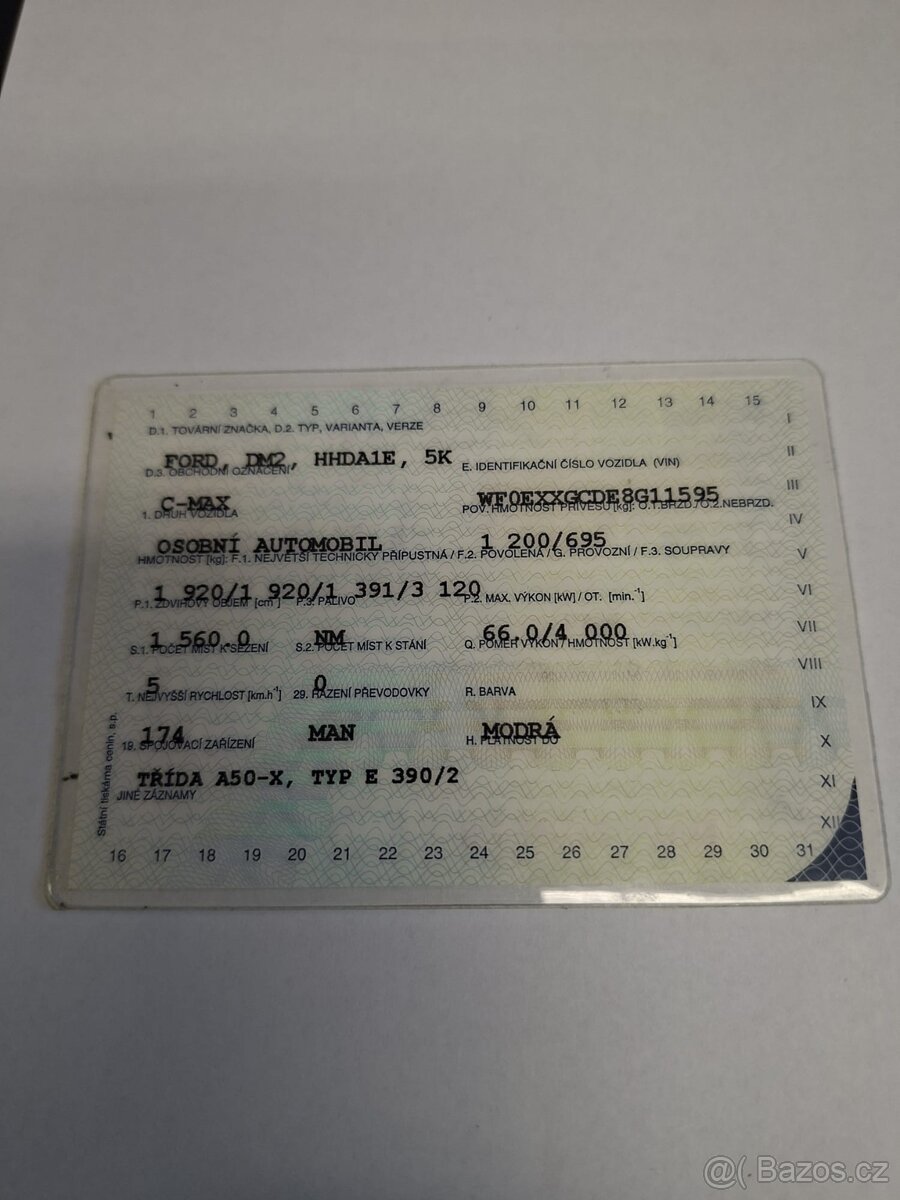 1 2 3 4 5 6 7 8 9 10 11 12 13 14 15
D.1. TOVÁRNÍ ZNAČKA, D.2. TYP, VARIANTA, VERZE
I
FORD, DM2, HHDA1E, 5K
E. IDENTIFIKAČNÍ ČÍSLO VOZIDLA (VIN)
II
D.3. OBCHODNÍ OZNAČENÍ
C-MAX
WF0EXXGCDE8G11595
III
1. DRUH VOZIDLA
POV. HMOTNOST PŘÍVĚSU [kg]: O.1.BRZD./O.2.NEBRZD.
IV
OSOBNÍ AUTOMOBIL
1 200/695
HMOTNOST [kg]: F.1. NEJVĚTŠÍ TECHNICKY PŘÍPUSTNÁ / F.2. POVOLENÁ / G. PROVOZNÍ / F.3. SOUPRAVY
V
1 920/1 920/1 391/3 120
P.1. ZDVIHOVÝ OBJEM [cm³]
P.3. PALIVO
P.2. MAX. VÝKON [kW] / OT. [min.⁻¹]
VI
1 560.0
NM
66.0/4 000
VII
S.1. POČET MÍST K SEZENÍ
S.2. POČET MÍST K STÁNÍ
Q. POMĚR VÝKON / HMOTNOST [kW.kg⁻¹]
5
0
VIII
T. NEJVYŠŠÍ RYCHLOST [km.h⁻¹]
29. ŘAZENÍ PŘEVODOVKY
R. BARVA
IX
174
MAN
MODRÁ
19. SPOJOVACÍ ZAŘÍZENÍ
H. PLATNOST DO
X
TŘÍDA A50-X, TYP E 390/2
XI
JINÉ ZÁZNAMY
XII
16 17 18 19 20 21 22 23 24 25 26 27 28 29 30 31
Státní tiskárna cenin, s.p.
@( Bazos.cz